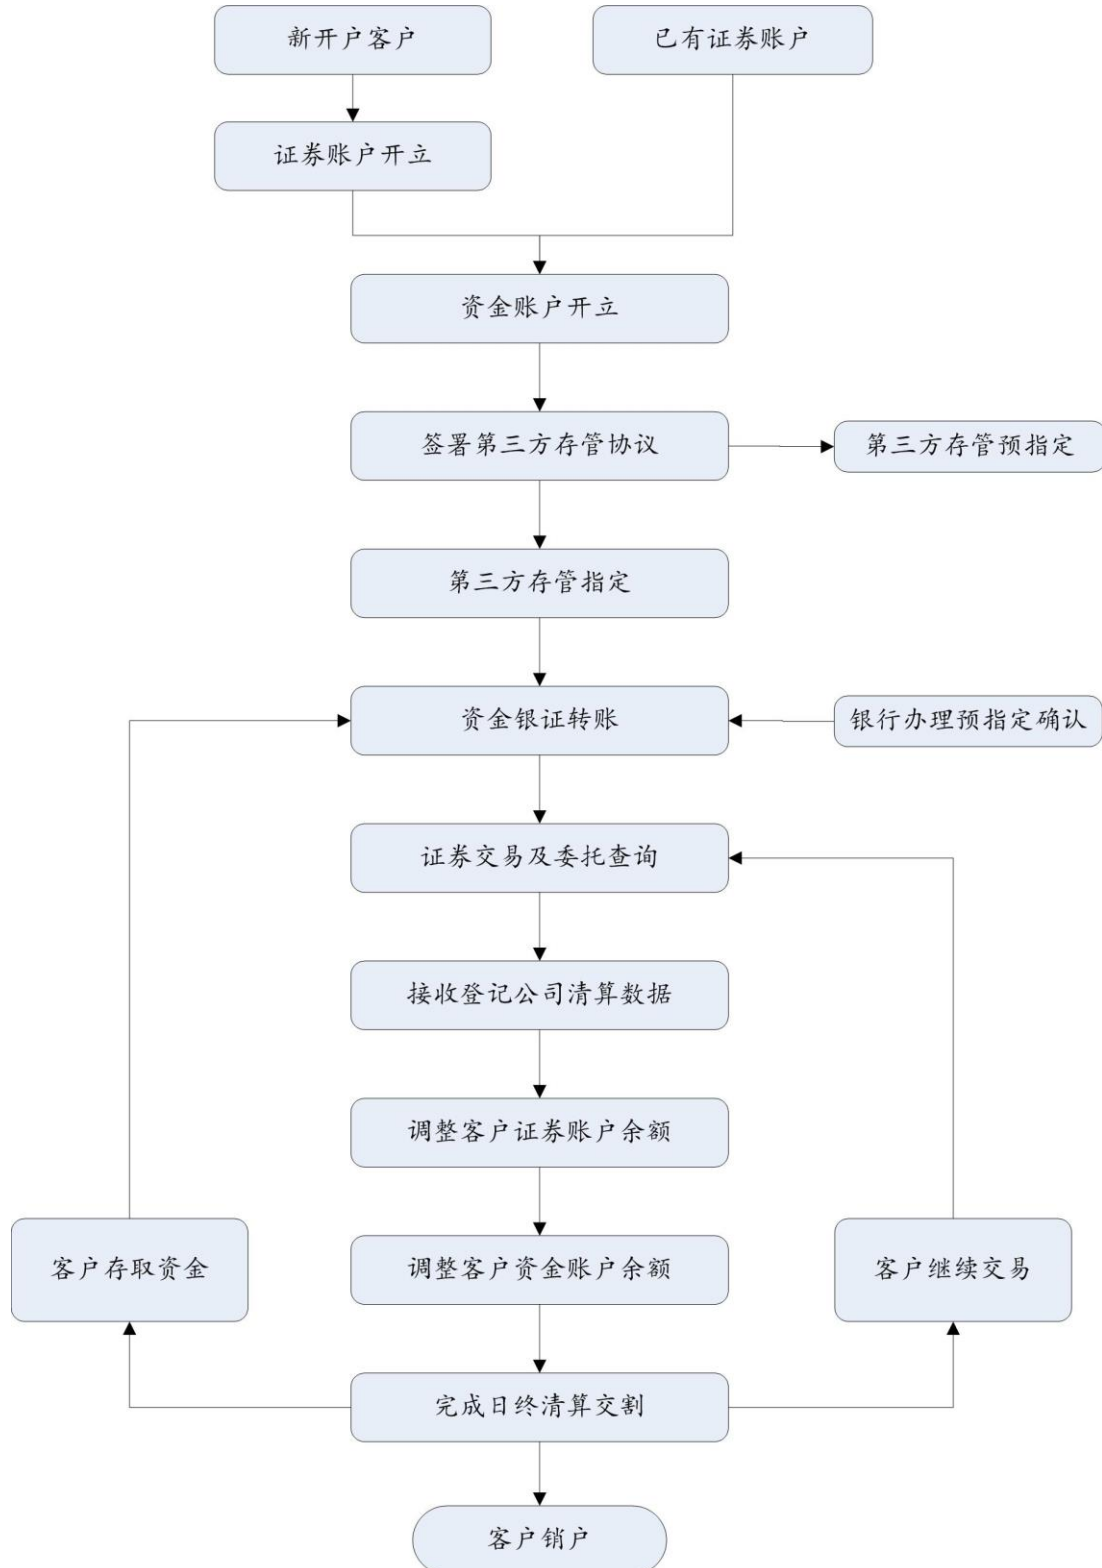 新开户客户
已有证券账户
证券账户开立
资金账户开立
签署第三方存管协议
第三方存管预指定
第三方存管指定
资金银证转账
银行办理预指定确认
证券交易及委托查询
接收登记公司清算数据
调整客户证券账户余额
客户存取资金
调整客户资金账户余额
客户继续交易
完成日终清算交割
客户销户